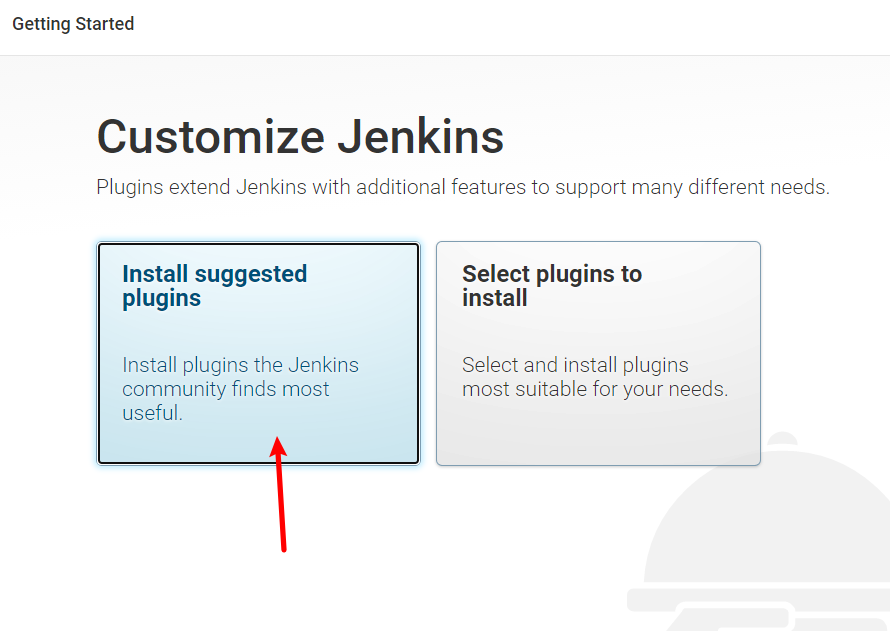 Getting Started
Customize Jenkins
Plugins extend Jenkins with additional features to support many different needs.
Install suggested
plugins
Install plugins the Jenkins
community finds most
useful.
Select plugins to
install
Select and install plugins
most suitable for your needs.